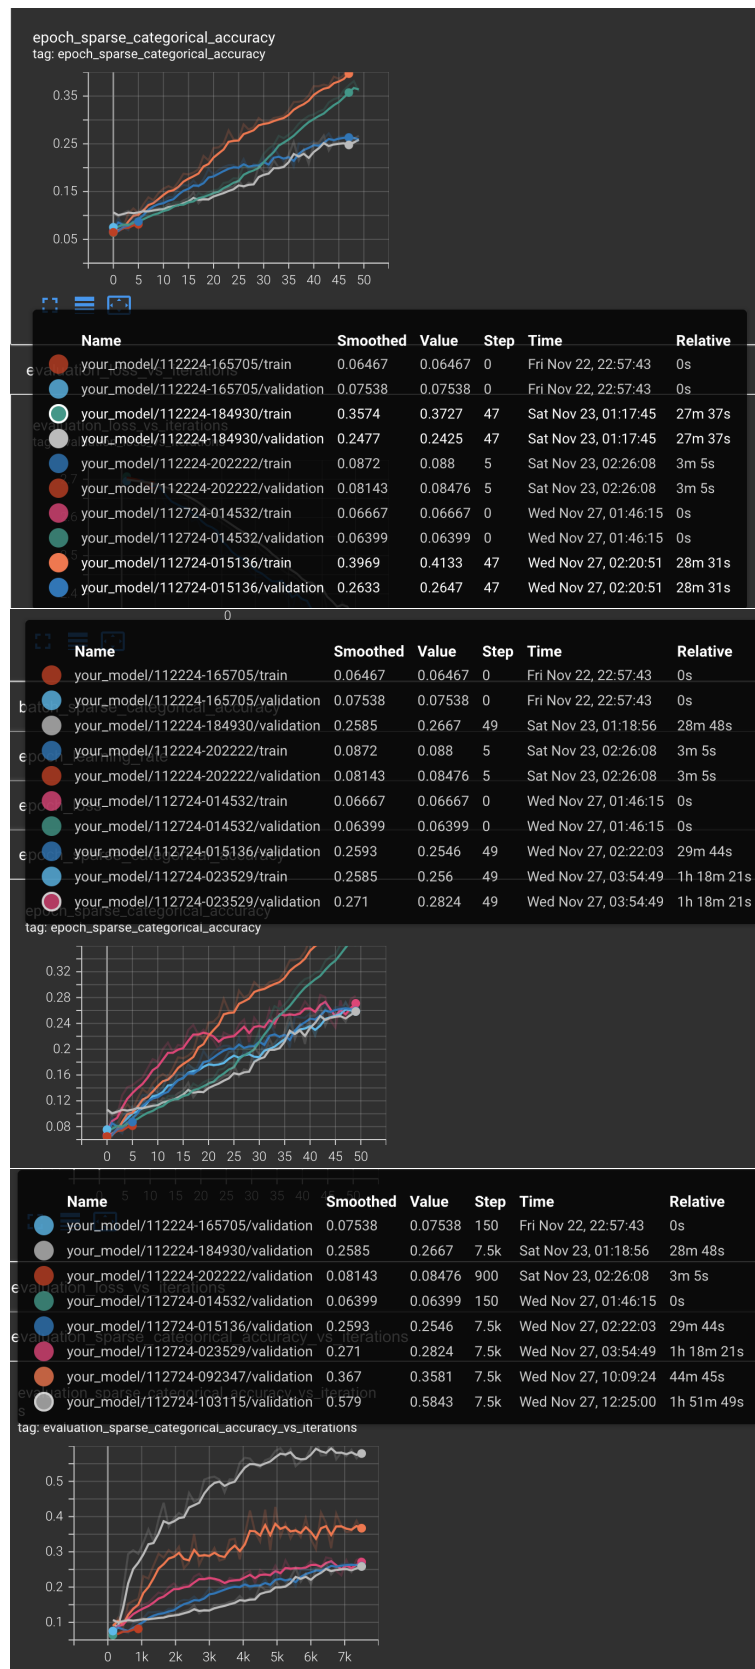 epoch_sparse_categorical_accuracy
tag: epoch_sparse_categorical_accuracy
0.35
0.25
0.15
0.05
0 5 10 15 20 25 30 35 40 45 50
Name Smoothed Value Step Time Relative
your_model/112224-165705/train 0.06467 0.06467 0 Fri Nov 22, 22:57:43 0s
evaluation_loss_vs_iterations
your_model/112224-165705/validation 0.07538 0.07538 0 Fri Nov 22, 22:57:43 0s
your_model/112224-184930/train 0.3574 0.3727 47 Sat Nov 23, 01:17:45 27m 37s
evaluation_loss_vs_iterations
your_model/112224-184930/validation 0.2477 0.2425 47 Sat Nov 23, 01:17:45 27m 37s
your_model/112224-202222/train 0.0872 0.088 5 Sat Nov 23, 02:26:08 3m 5s
your_model/112224-202222/validation 0.08143 0.08476 5 Sat Nov 23, 02:26:08 3m 5s
your_model/112724-014532/train 0.06667 0.06667 0 Wed Nov 27, 01:46:15 0s
your_model/112724-014532/validation 0.06399 0.06399 0 Wed Nov 27, 01:46:15 0s
your_model/112724-015136/train 0.3969 0.4133 47 Wed Nov 27, 02:20:51 28m 31s
your_model/112724-015136/validation 0.2633 0.2647 47 Wed Nov 27, 02:20:51 28m 31s
0
Name Smoothed Value Step Time Relative
your_model/112224-165705/train 0.06467 0.06467 0 Fri Nov 22, 22:57:43 0s
your_model/112224-165705/validation 0.07538 0.07538 0 Fri Nov 22, 22:57:43 0s
batch_sparse_categorical_accuracy
your_model/112224-184930/validation 0.2585 0.2667 49 Sat Nov 23, 01:18:56 28m 48s
your_model/112224-202222/train 0.0872 0.088 5 Sat Nov 23, 02:26:08 3m 5s
epoch_learning_rate
your_model/112224-202222/validation 0.08143 0.08476 5 Sat Nov 23, 02:26:08 3m 5s
your_model/112724-014532/train 0.06667 0.06667 0 Wed Nov 27, 01:46:15 0s
epoch_loss
your_model/112724-014532/validation 0.06399 0.06399 0 Wed Nov 27, 01:46:15 0s
your_model/112724-015136/validation 0.2593 0.2546 49 Wed Nov 27, 02:22:03 29m 44s
epoch_sparse_categorical_accuracy
your_model/112724-023529/train 0.2585 0.256 49 Wed Nov 27, 03:54:49 1h 18m 21s
your_model/112724-023529/validation 0.271 0.2824 49 Wed Nov 27, 03:54:49 1h 18m 21s
epoch_sparse_categorical_accuracy
tag: epoch_sparse_categorical_accuracy
0.32
0.28
0.24
0.2
0.16
0.12
0.08
0 5 10 15 20 25 30 35 40 45 50
0 5 10 15 20 25 30 35 40 45 50
Name Smoothed Value Step Time Relative
your_model/112224-165705/validation 0.07538 0.07538 150 Fri Nov 22, 22:57:43 0s
your_model/112224-184930/validation 0.2585 0.2667 7.5k Sat Nov 23, 01:18:56 28m 48s
your_model/112224-202222/validation 0.08143 0.08476 900 Sat Nov 23, 02:26:08 3m 5s
evaluation_loss_vs_iterations
your_model/112724-014532/validation 0.06399 0.06399 150 Wed Nov 27, 01:46:15 0s
your_model/112724-015136/validation 0.2593 0.2546 7.5k Wed Nov 27, 02:22:03 29m 44s
evaluation_sparse_categorical_accuracy_vs_iterations
your_model/112724-023529/validation 0.271 0.2824 7.5k Wed Nov 27, 03:54:49 1h 18m 21s
your_model/112724-092347/validation 0.367 0.3581 7.5k Wed Nov 27, 10:09:24 44m 45s
evaluation_sparse_categorical_accuracy_vs_iteration
your_model/112724-103115/validation 0.579 0.5843 7.5k Wed Nov 27, 12:25:00 1h 51m 49s
s
tag: evaluation_sparse_categorical_accuracy_vs_iterations
0.5
0.4
0.3
0.2
0.1
0 1k 2k 3k 4k 5k 6k 7k